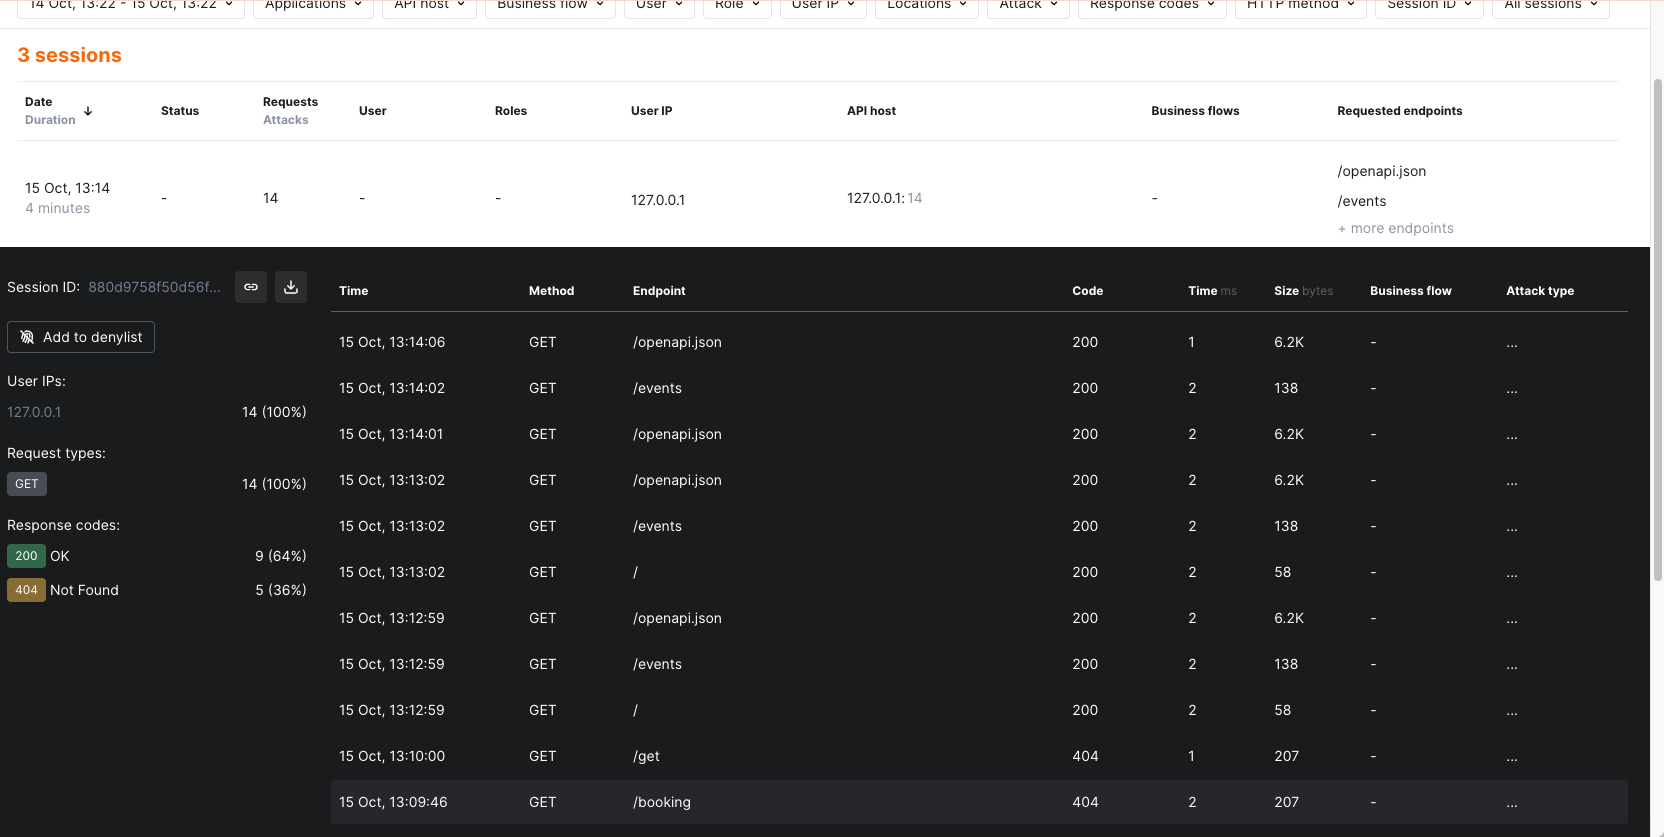 14 Oct, 13:22 - 15 Oct, 13:22 Applications API host Business flow User Role User IP Locations Attack Response codes HTTP method Session ID All sessions
3 sessions
Date Duration Status Requests Attacks User Roles User IP API host Business flows Requested endpoints
15 Oct, 13:14 4 minutes - 14 - - 127.0.0.1 127.0.0.1: 14 - /openapi.json
/events
+ more endpoints
Session ID: 880d9758f50d56f...
Add to denylist
User IPs:
127.0.0.1 14 (100%)
Request types:
GET 14 (100%)
Response codes:
200 OK 9 (64%)
404 Not Found 5 (36%)
Time Method Endpoint Code Time ms Size bytes Business flow Attack type
15 Oct, 13:14:06 GET /openapi.json 200 1 6.2K - ...
15 Oct, 13:14:02 GET /events 200 2 138 - ...
15 Oct, 13:14:01 GET /openapi.json 200 2 6.2K - ...
15 Oct, 13:13:02 GET /openapi.json 200 2 6.2K - ...
15 Oct, 13:13:02 GET /events 200 2 138 - ...
15 Oct, 13:13:02 GET / 200 2 58 - ...
15 Oct, 13:12:59 GET /openapi.json 200 2 6.2K - ...
15 Oct, 13:12:59 GET /events 200 2 138 - ...
15 Oct, 13:12:59 GET / 200 2 58 - ...
15 Oct, 13:10:00 GET /get 404 1 207 - ...
15 Oct, 13:09:46 GET /booking 404 2 207 - ...